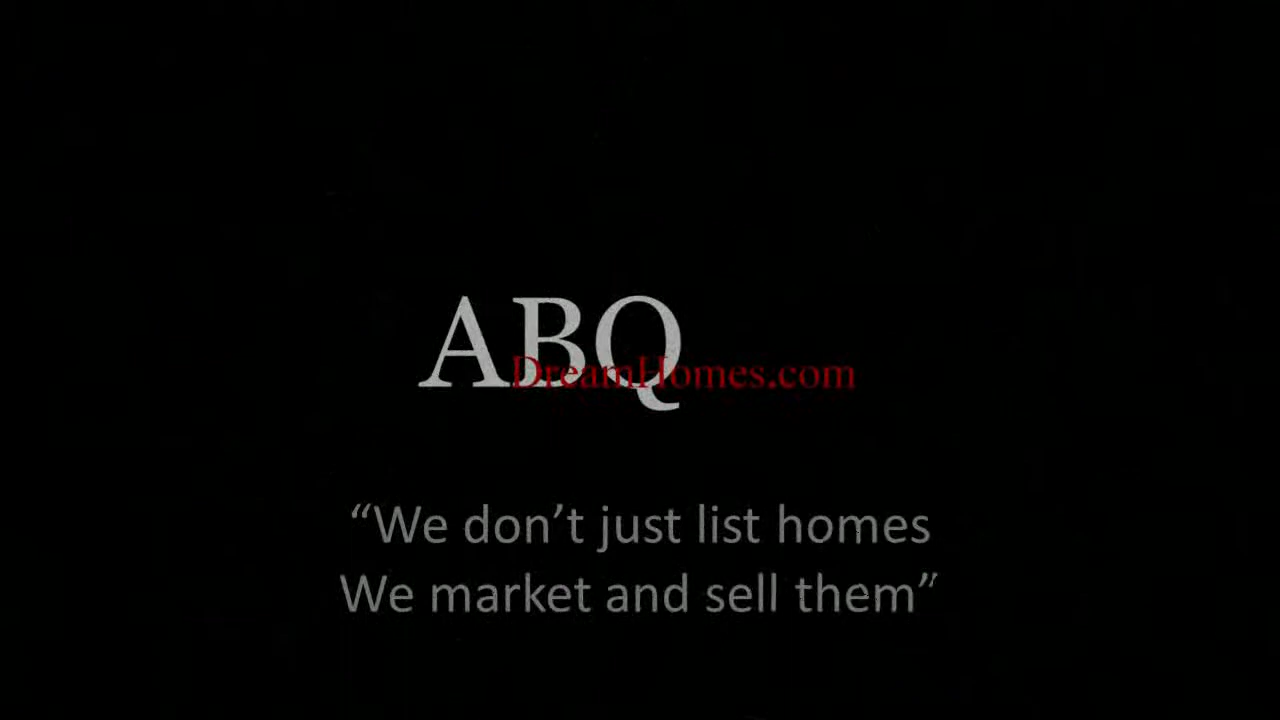 ABQ
DreamHomes.com
“We don’t just list homes
We market and sell them”